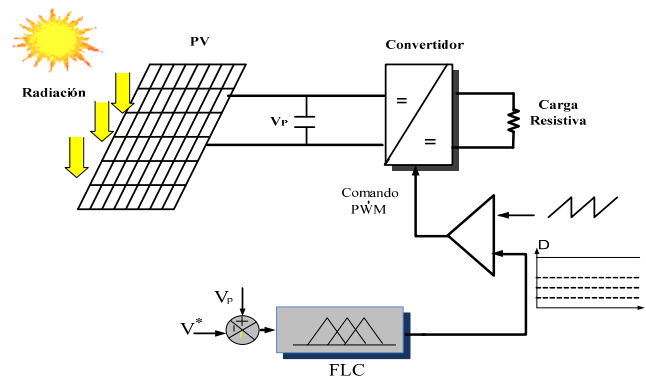 PV
Convertidor
Radiación
VP
= =
Carga
Resistiva
Comando
PWM
D
VP
V*
FLC